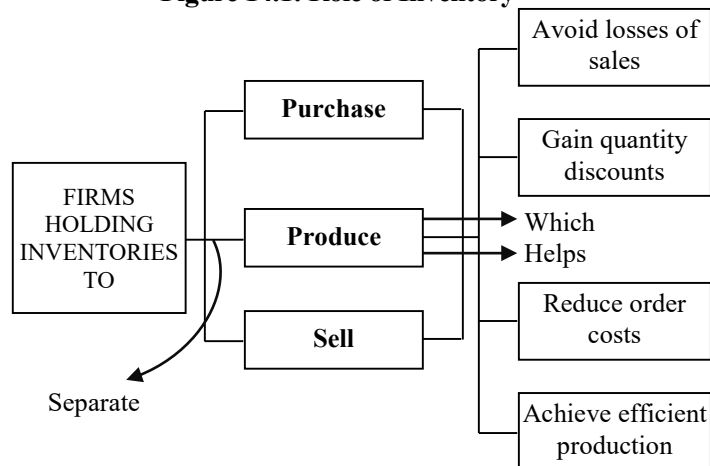 Figure 14.1: Role of Inventory
Avoid losses of
sales
Purchase
Gain quantity
discounts
FIRMS
HOLDING
INVENTORIES
TO
Produce
Which
Helps
Reduce order
costs
Sell
Separate
Achieve efficient
production